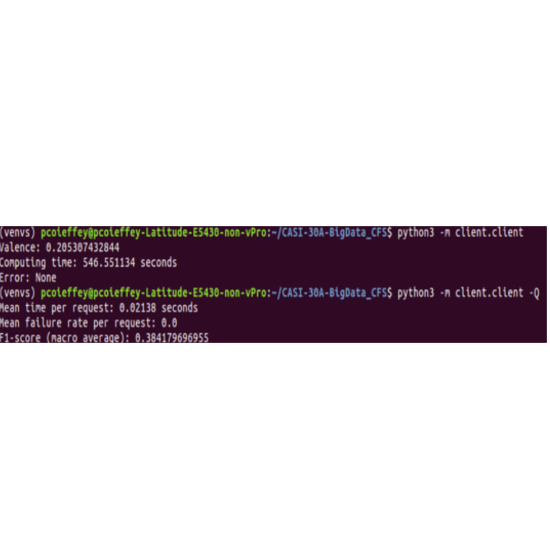 (venvs) pcoieffey@pcoieffey-Latitude-E5430-non-vPro:~/CASI-30A-BigData_CFS$ python3 -m client.client
Valence: 0.205307432844
Computing time: 546.551134 seconds
Error: None
(venvs) pcoieffey@pcoieffey-Latitude-E5430-non-vPro:~/CASI-30A-BigData_CFS$ python3 -m client.client -Q
Mean time per request: 0.02138 seconds
Mean failure rate per request: 0.0
F1-score (macro average): 0.384179696955